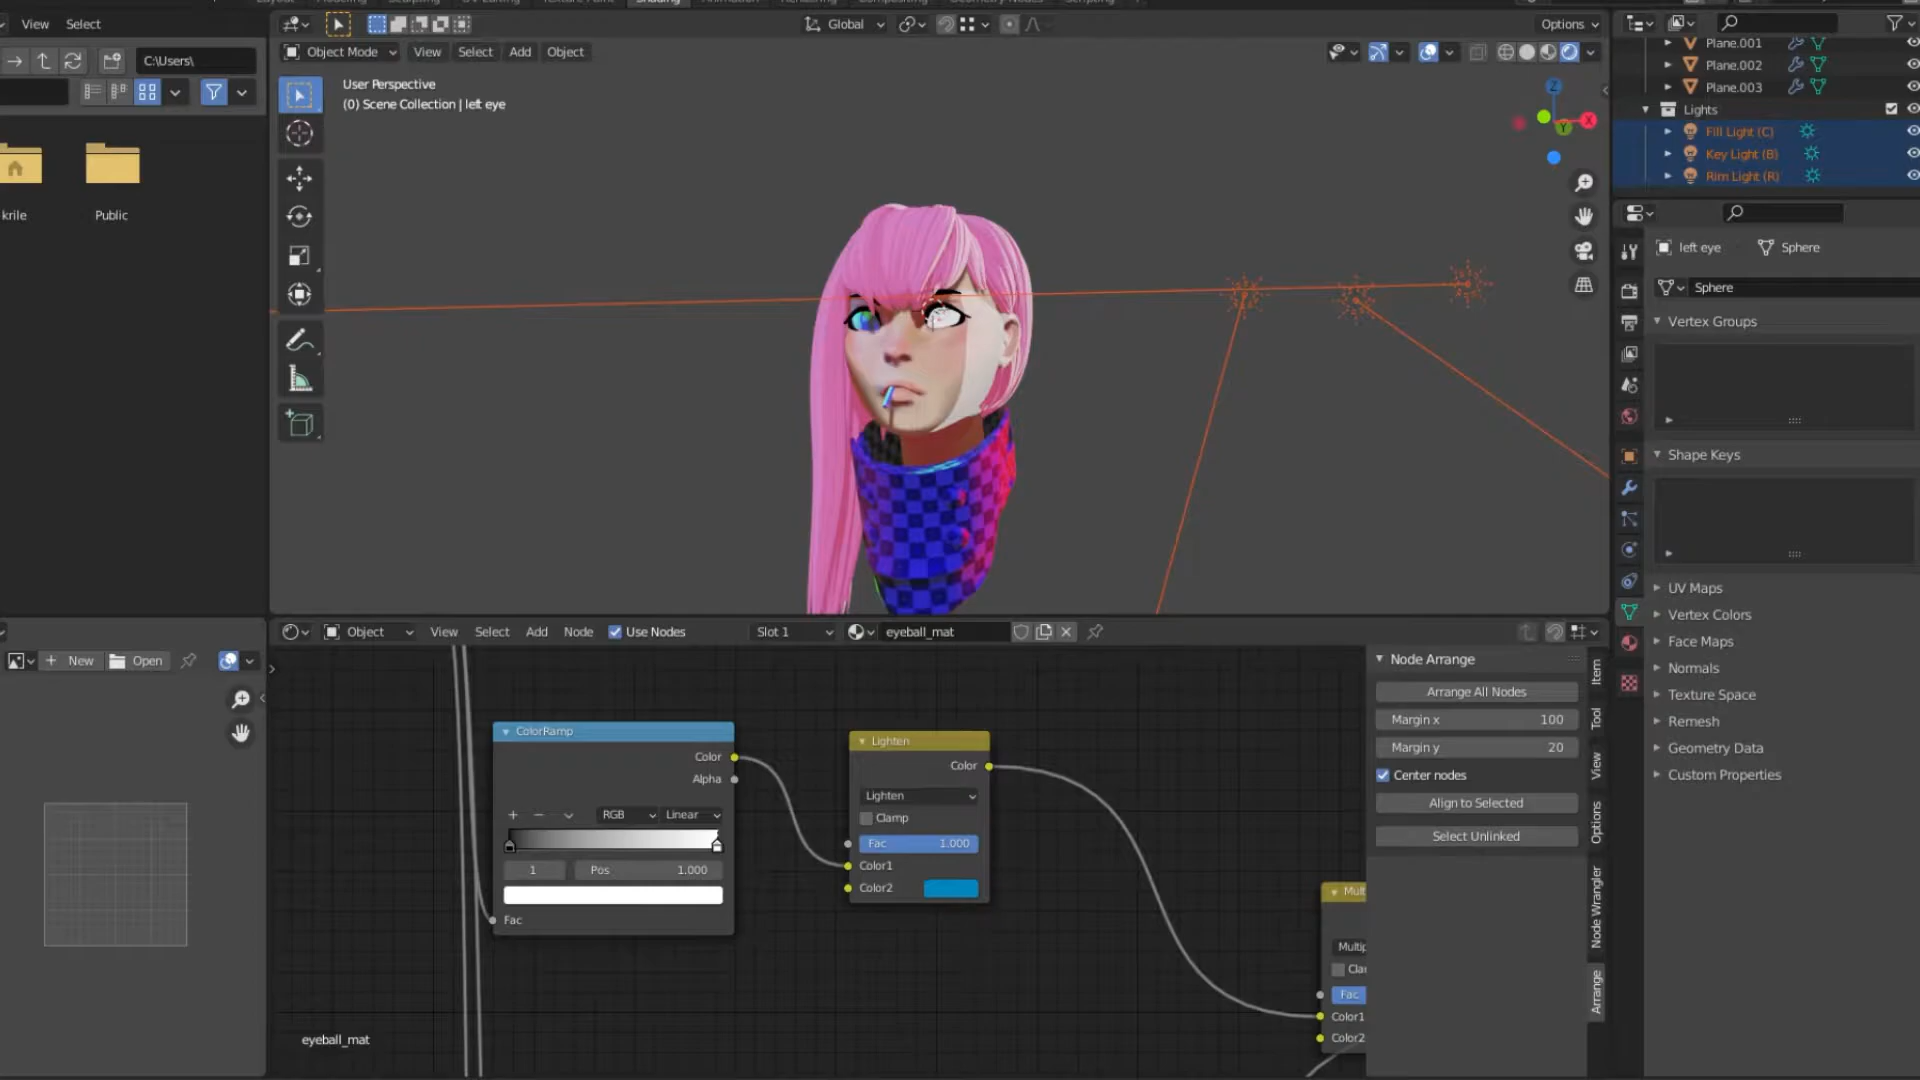 View Select
C:\Users\
krile
Public
Global
Options
Object Mode View Select Add Object
User Perspective
(0) Scene Collection | left eye
Z
X
Y
Plane.001
Plane.002
Plane.003
Lights
Fill Light (C)
Key Light (B)
Rim Light (R)
left eye Sphere
Sphere
Vertex Groups
Shape Keys
UV Maps
Vertex Colors
Face Maps
Normals
Texture Space
Remesh
Geometry Data
Custom Properties
New Open
Object View Select Add Node Use Nodes Slot 1 eyeball_mat
ColorRamp
Color
Alpha
RGB Linear
1 Pos 1.000
Fac
Lighten
Color
Lighten
Clamp
Fac 1.000
Color1
Color2
Mult
Multip
Cla
Fac
Color1
Color2
Node Arrange
Arrange All Nodes
Margin x 100
Margin y 20
Center nodes
Align to Selected
Select Unlinked
Item
Tool
View
Options
Node Wrangler
Arrange
eyeball_mat